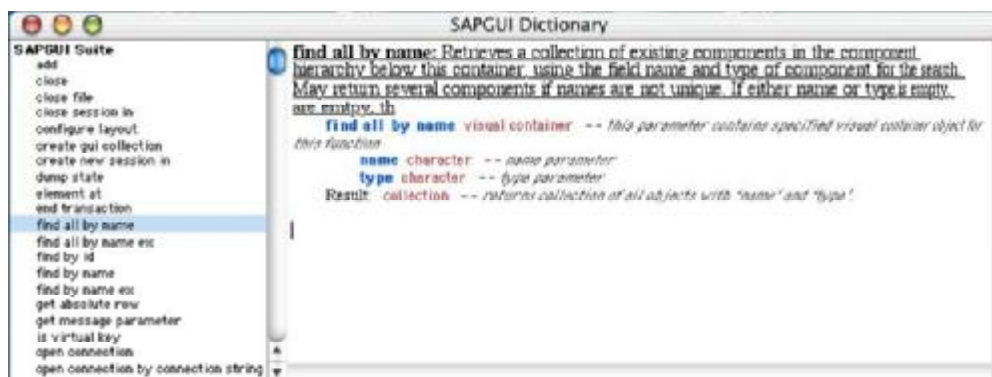 SAPGUI Dictionary
SAPGUI Suite
add
close
close file
close session in
configure layout
create gui collection
create new session in
dump state
element at
end transaction
find all by name
find all by name ex
find by id
find by name
find by name ex
get absolute row
get message parameter
is virtual key
open connection
open connection by connection string
find all by name: Retrieves a collection of existing components in the component
hierarchy below this container, using the field name and type of component for the search.
May return several components if names are not unique. If either name or type is empty,
are emtpy, th
find all by name visual container -- this parameter contains specified visual container object for
this function
name character -- name parameter
type character -- type parameter
Result collection -- returns collection of all objects with "name" and "type".